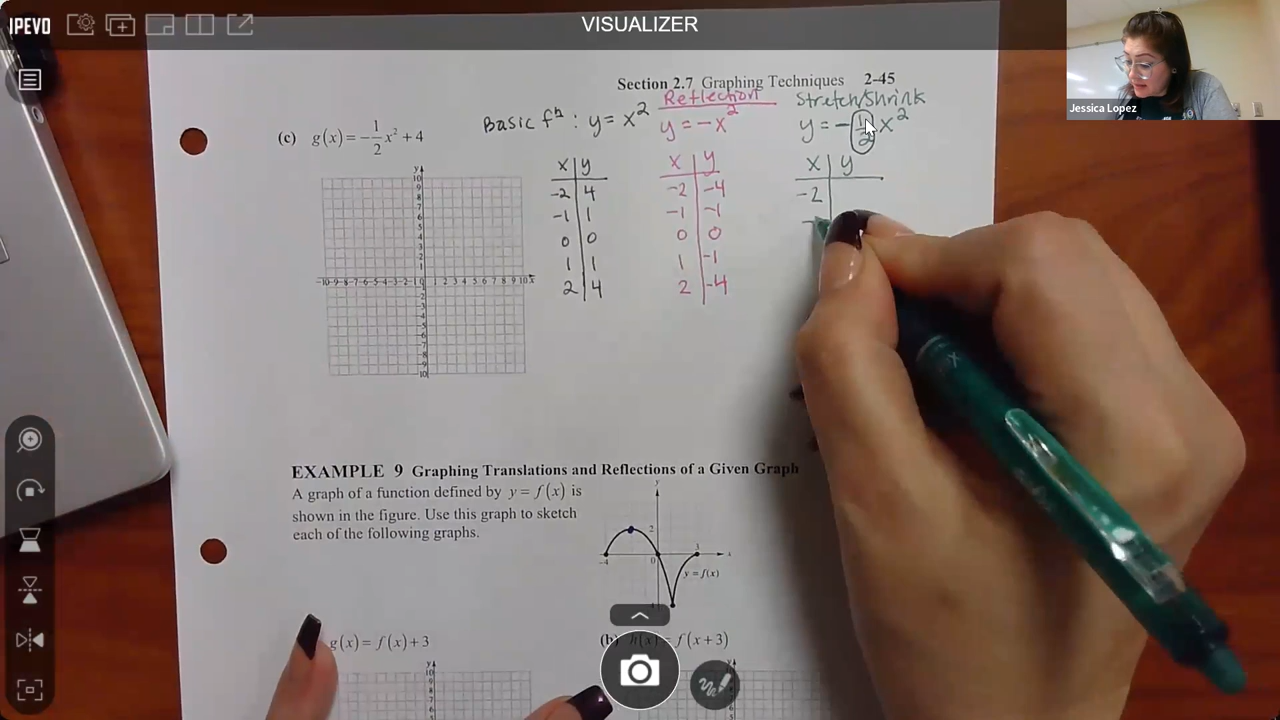 IPEVO
VISUALIZER
Jessica Lopez
Section 2.7 Graphing Techniques 2-45
(c) g(x) = -1/2 x² + 4
Basic fⁿ : y = x²
x | y
-2 | 4
-1 | 1
0 | 0
1 | 1
2 | 4
Reflection
y = -x²
x | y
-2 | -4
-1 | -1
0 | 0
1 | -1
2 | -4
Stretch/Shrink
y = -1/2 x²
x | y
-2
EXAMPLE 9 Graphing Translations and Reflections of a Given Graph
A graph of a function defined by y = f(x) is
shown in the figure. Use this graph to sketch
each of the following graphs.
y
2
-4 0 3 x
y = f(x)
g(x) = f(x) + 3
(b) h(x) = f(x + 3)